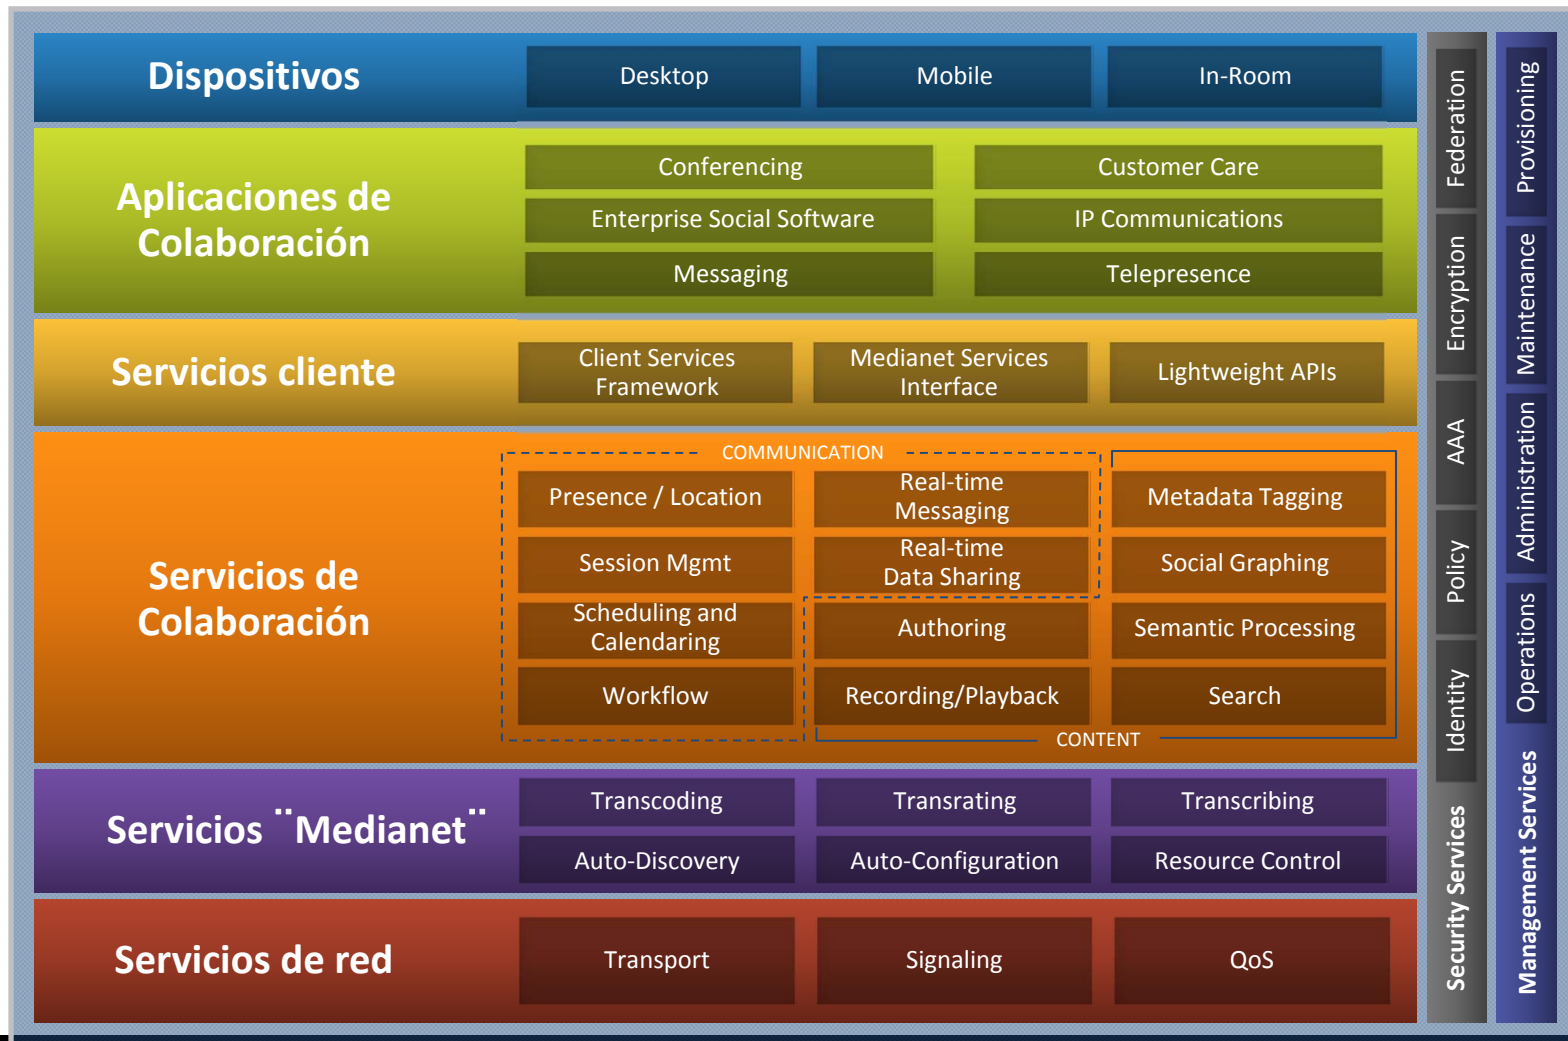 Dispositivos
Desktop
Mobile
In-Room
Aplicaciones de
Colaboración
Conferencing
Customer Care
Enterprise Social Software
IP Communications
Messaging
Telepresence
Servicios cliente
Client Services
Framework
Medianet Services
Interface
Lightweight APIs
Servicios de
Colaboración
COMMUNICATION
Presence / Location
Real-time
Messaging
Metadata Tagging
Session Mgmt
Real-time
Data Sharing
Social Graphing
Scheduling and
Calendaring
Authoring
Semantic Processing
Workflow
Recording/Playback
Search
CONTENT
Servicios ¨Medianet¨
Transcoding
Transrating
Transcribing
Auto-Discovery
Auto-Configuration
Resource Control
Servicios de red
Transport
Signaling
QoS
Security Services
Identity
Policy
AAA
Encryption
Federation
Management Services
Operations
Administration
Maintenance
Provisioning